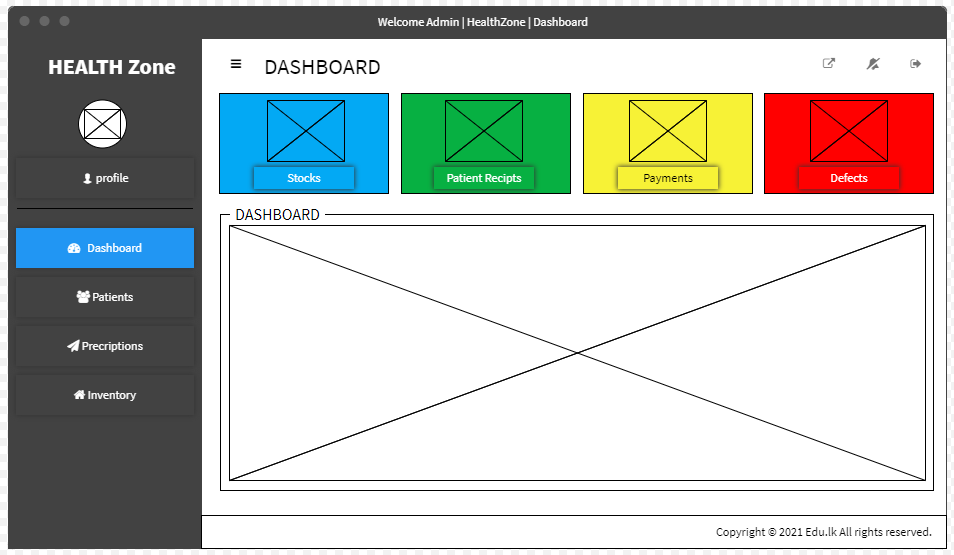 Welcome Admin | HealthZone | Dashboard
HEALTH Zone
profile
Dashboard
Patients
Precriptions
Inventory
DASHBOARD
Stocks
Patient Recipts
Payments
Defects
DASHBOARD
Copyright © 2021 Edu.lk All rights reserved.